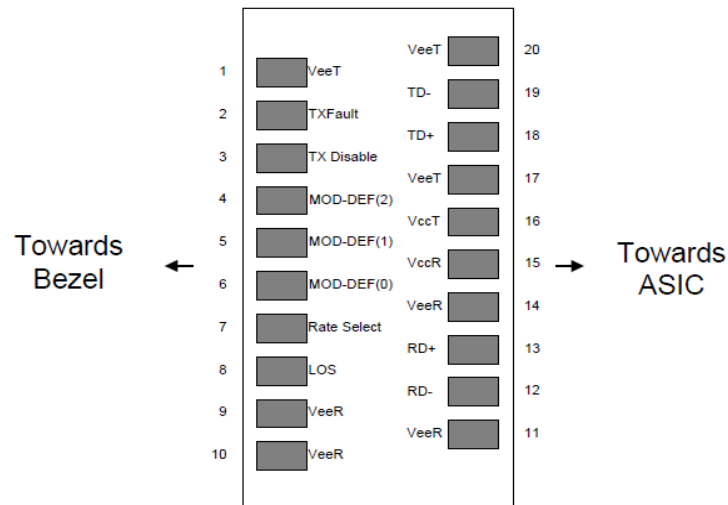 VeeT 20
1 VeeT
TD- 19
2 TXFault
TD+ 18
3 TX Disable
VeeT 17
4 MOD-DEF(2)
VccT 16
5 MOD-DEF(1)
Towards
Bezel
VccR 15
Towards
ASIC
6 MOD-DEF(0)
VeeR 14
7 Rate Select
RD+ 13
8 LOS
RD- 12
9 VeeR
VeeR 11
10 VeeR